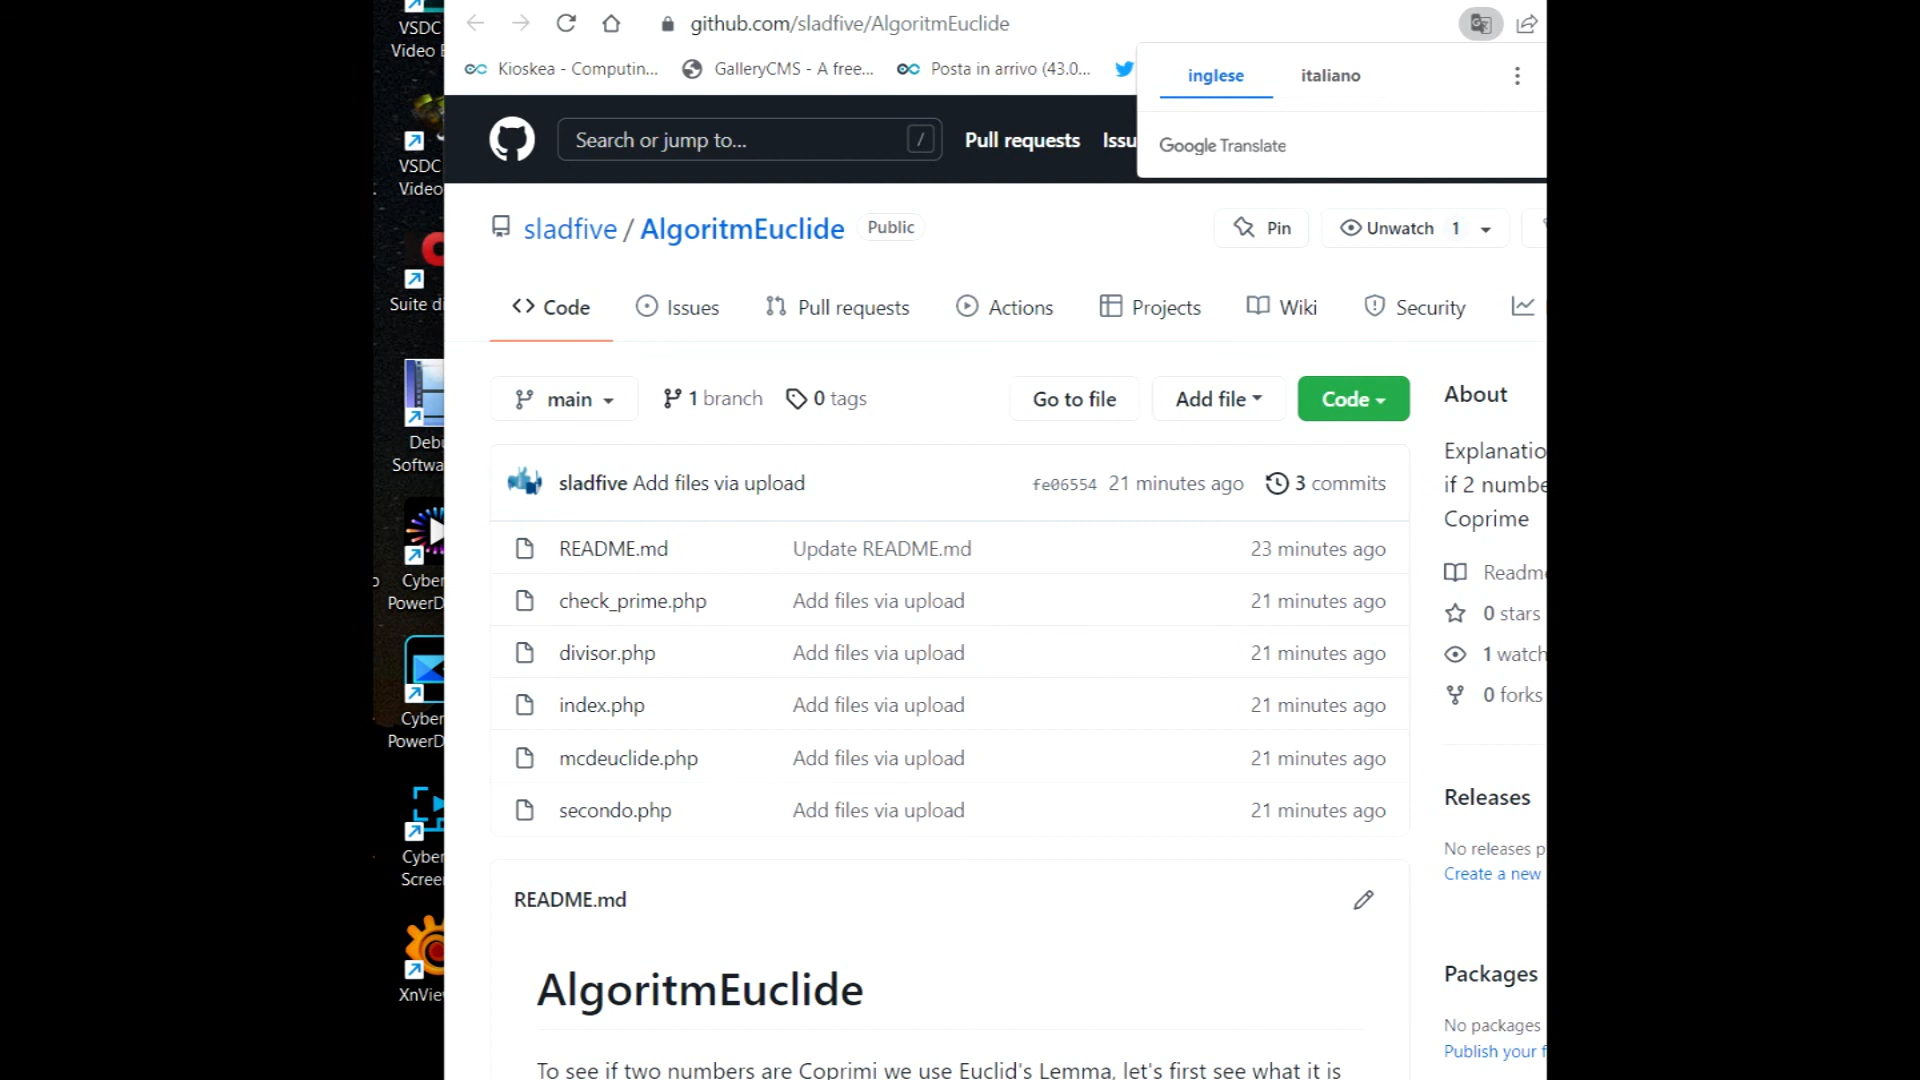 VSDC
Video
github.com/sladfive/AlgoritmEuclide
Kioskea - Computin...
GalleryCMS - A free...
Posta in arrivo (43.0...
inglese
italiano
Google Translate
Search or jump to...
/
Pull requests
Issu
VSDC
Video
sladfive / AlgoritmEuclide
Public
Pin
Unwatch 1
Suite di
Code
Issues
Pull requests
Actions
Projects
Wiki
Security
main
1 branch
0 tags
Go to file
Add file
Code
About
Explanatio
if 2 numbe
Coprime
Debu
Softwa
sladfive Add files via upload
fe06554
21 minutes ago
3 commits
README.md
Update README.md
23 minutes ago
check_prime.php
Add files via upload
21 minutes ago
divisor.php
Add files via upload
21 minutes ago
index.php
Add files via upload
21 minutes ago
mcdeuclide.php
Add files via upload
21 minutes ago
secondo.php
Add files via upload
21 minutes ago
Readme
0 stars
1 watch
0 forks
Cyber
PowerD
Cyber
PowerD
Releases
No releases p
Create a new
Cyber
Scree
README.md
AlgoritmEuclide
To see if two numbers are Coprimi we use Euclid's Lemma, let's first see what it is
Packages
No packages
Publish your f
XnVie